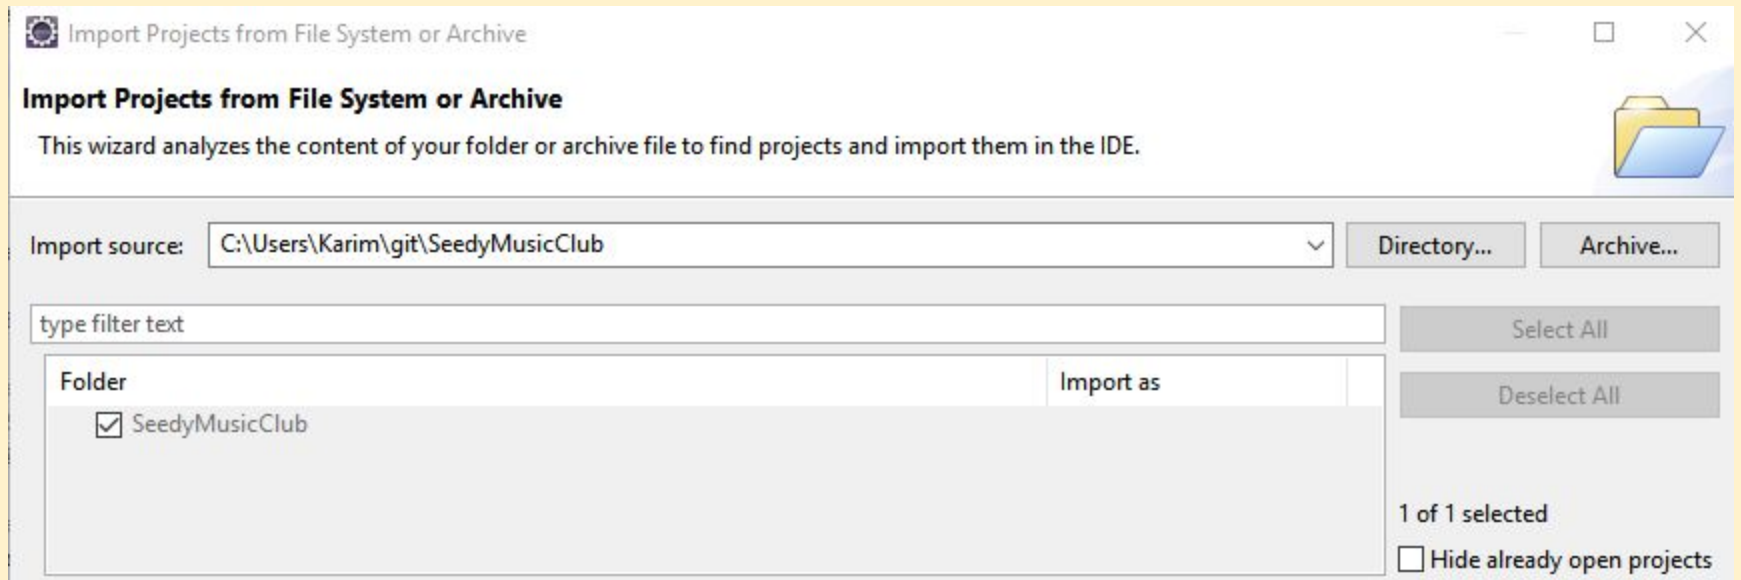 Import Projects from File System or Archive
Import Projects from File System or Archive
This wizard analyzes the content of your folder or archive file to find projects and import them in the IDE.
Import source: C:\Users\Karim\git\SeedyMusicClub Directory... Archive...
type filter text Select All
Folder Import as
Deselect All
SeedyMusicClub
1 of 1 selected
Hide already open projects